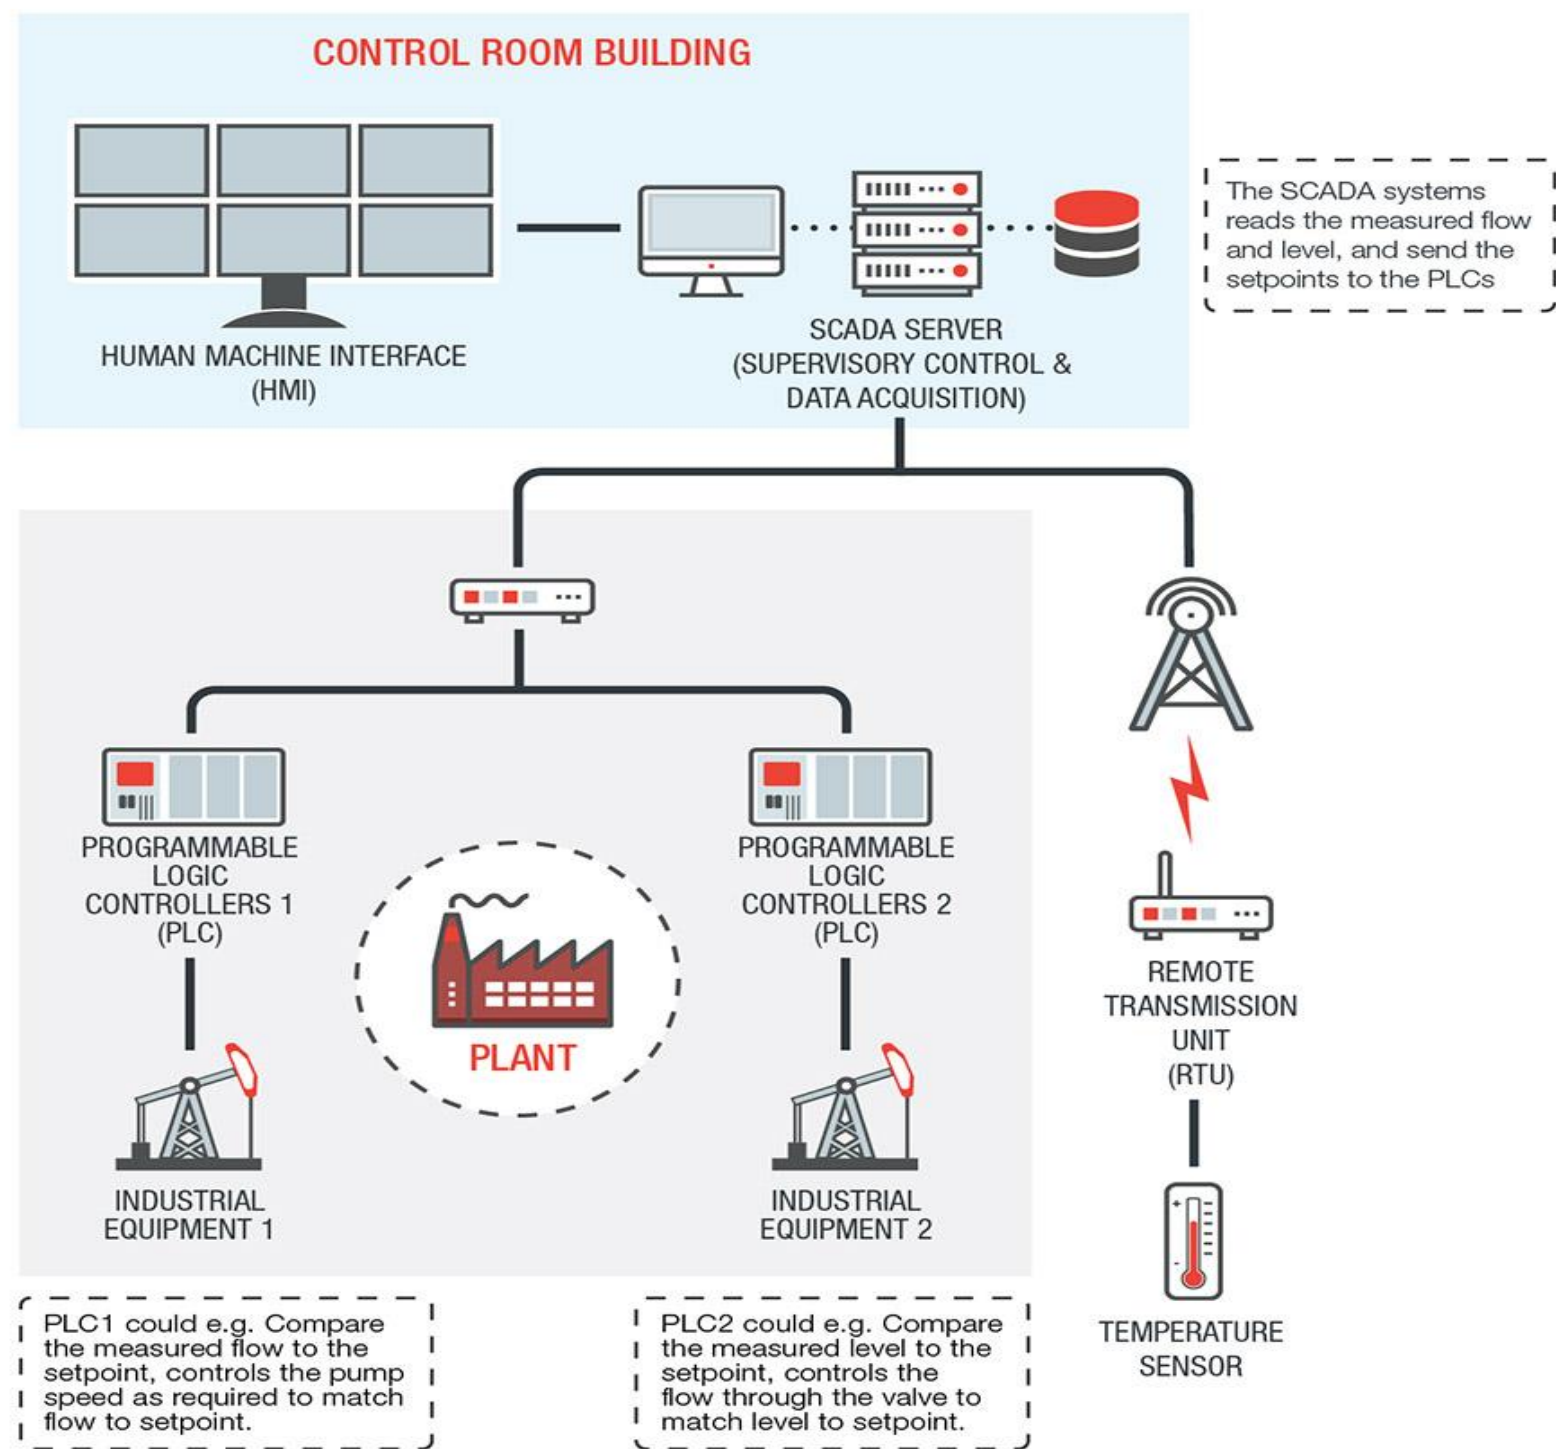 CONTROL ROOM BUILDING
The SCADA systems
reads the measured flow
and level, and send the
setpoints to the PLCs
HUMAN MACHINE INTERFACE
(HMI)
SCADA SERVER
(SUPERVISORY CONTROL &
DATA ACQUISITION)
PROGRAMMABLE
LOGIC
CONTROLLERS 1
(PLC)
PLANT
PROGRAMMABLE
LOGIC
CONTROLLERS 2
(PLC)
REMOTE
TRANSMISSION
UNIT
(RTU)
INDUSTRIAL
EQUIPMENT 1
INDUSTRIAL
EQUIPMENT 2
TEMPERATURE
SENSOR
PLC1 could e.g. Compare
the measured flow to the
setpoint, controls the pump
speed as required to match
flow to setpoint.
PLC2 could e.g. Compare
the measured level to the
setpoint, controls the
flow through the valve to
match level to setpoint.